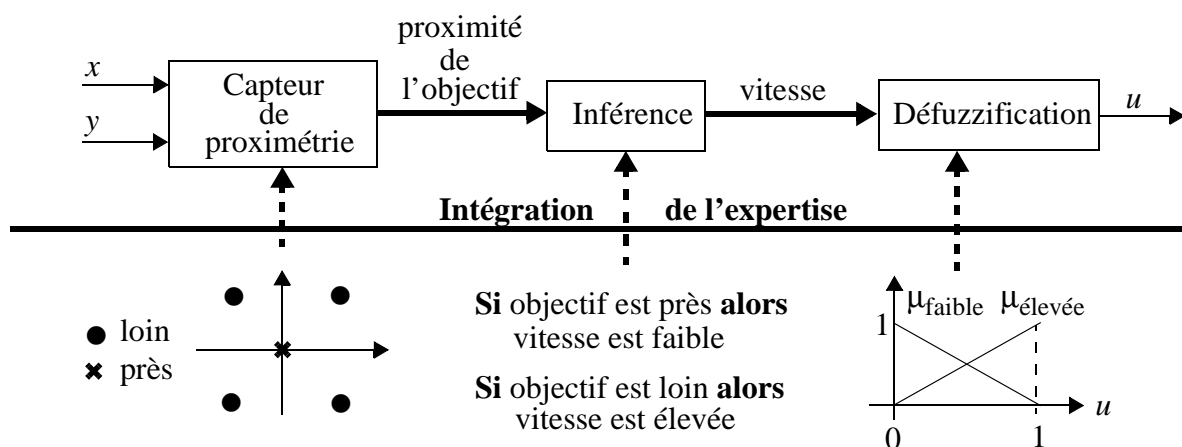 proximité
de
l'objectif
x
y
Capteur
de
proximétrie
Inférence
vitesse
Défuzzification
u
Intégration de l'expertise
loin
près
Si objectif est près alors
vitesse est faible
Si objectif est loin alors
vitesse est élevée
μfaible μélevée
1
0 1 u